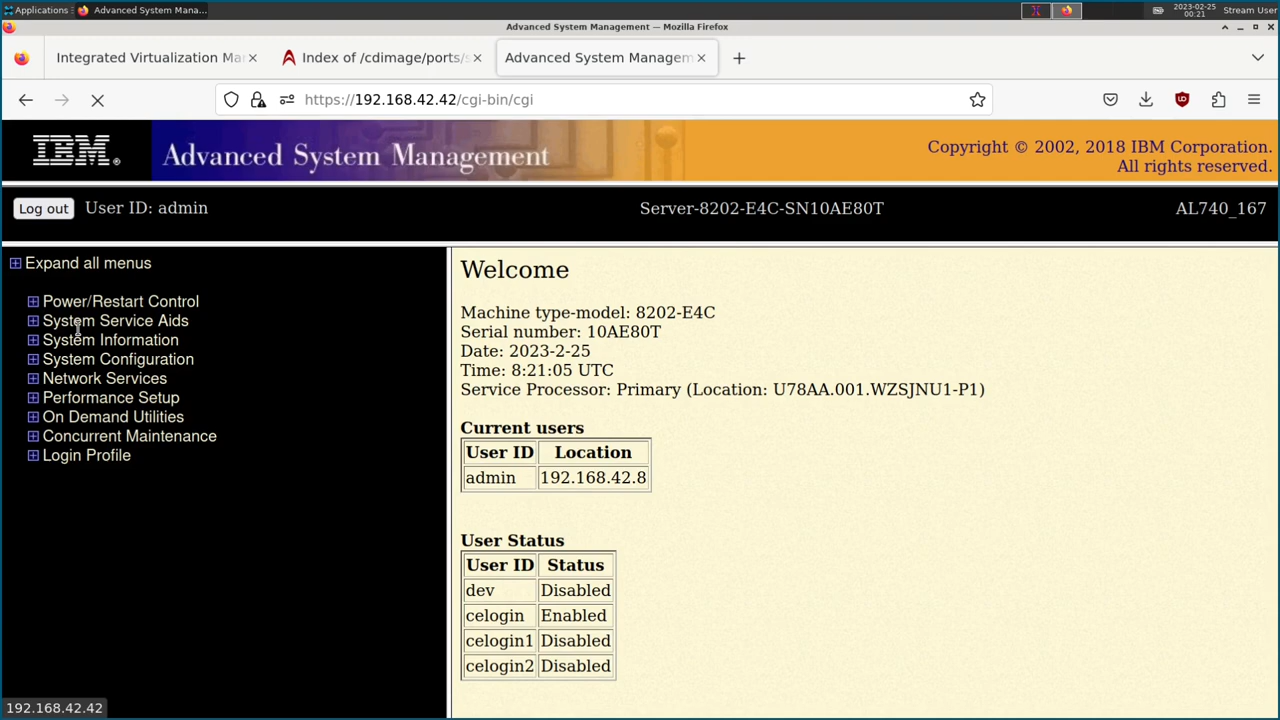 Applications
Advanced System Mana...
2023-02-25
00:21
Stream User
Advanced System Management — Mozilla Firefox
Integrated Virtualization Ma
Index of /cdimage/ports/s
Advanced System Managem
https://192.168.42.42/cgi-bin/cgi
IBM
Advanced System Management
Copyright © 2002, 2018 IBM Corporation.
All rights reserved.
Log out
User ID: admin
Server-8202-E4C-SN10AE80T
AL740_167
Expand all menus
Power/Restart Control
System Service Aids
System Information
System Configuration
Network Services
Performance Setup
On Demand Utilities
Concurrent Maintenance
Login Profile
Welcome
Machine type-model: 8202-E4C
Serial number: 10AE80T
Date: 2023-2-25
Time: 8:21:05 UTC
Service Processor: Primary (Location: U78AA.001.WZSJNU1-P1)
Current users
User ID Location
admin 192.168.42.8
User Status
User ID Status
dev Disabled
celogin Enabled
celogin1 Disabled
celogin2 Disabled
192.168.42.42